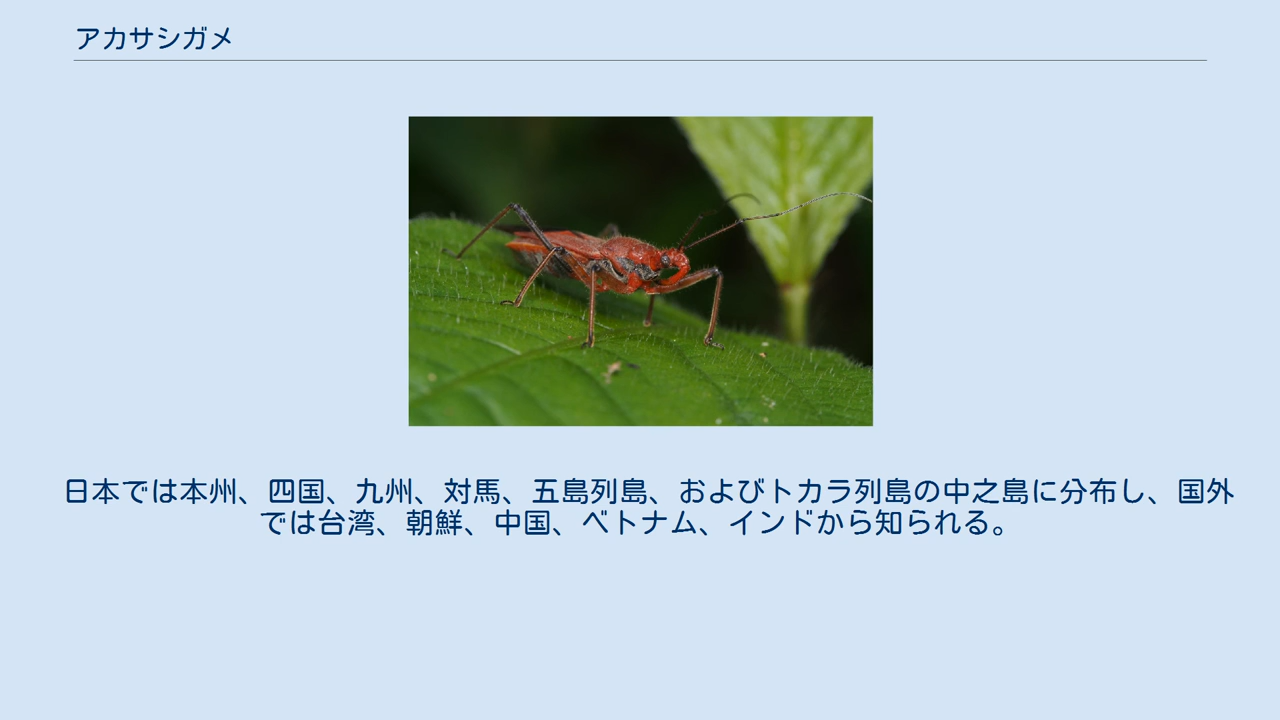 アカサシガメ
日本では本州、四国、九州、対馬、五島列島、およびトカラ列島の中之島に分布し、国外
では台湾、朝鮮、中国、ベトナム、インドから知られる。